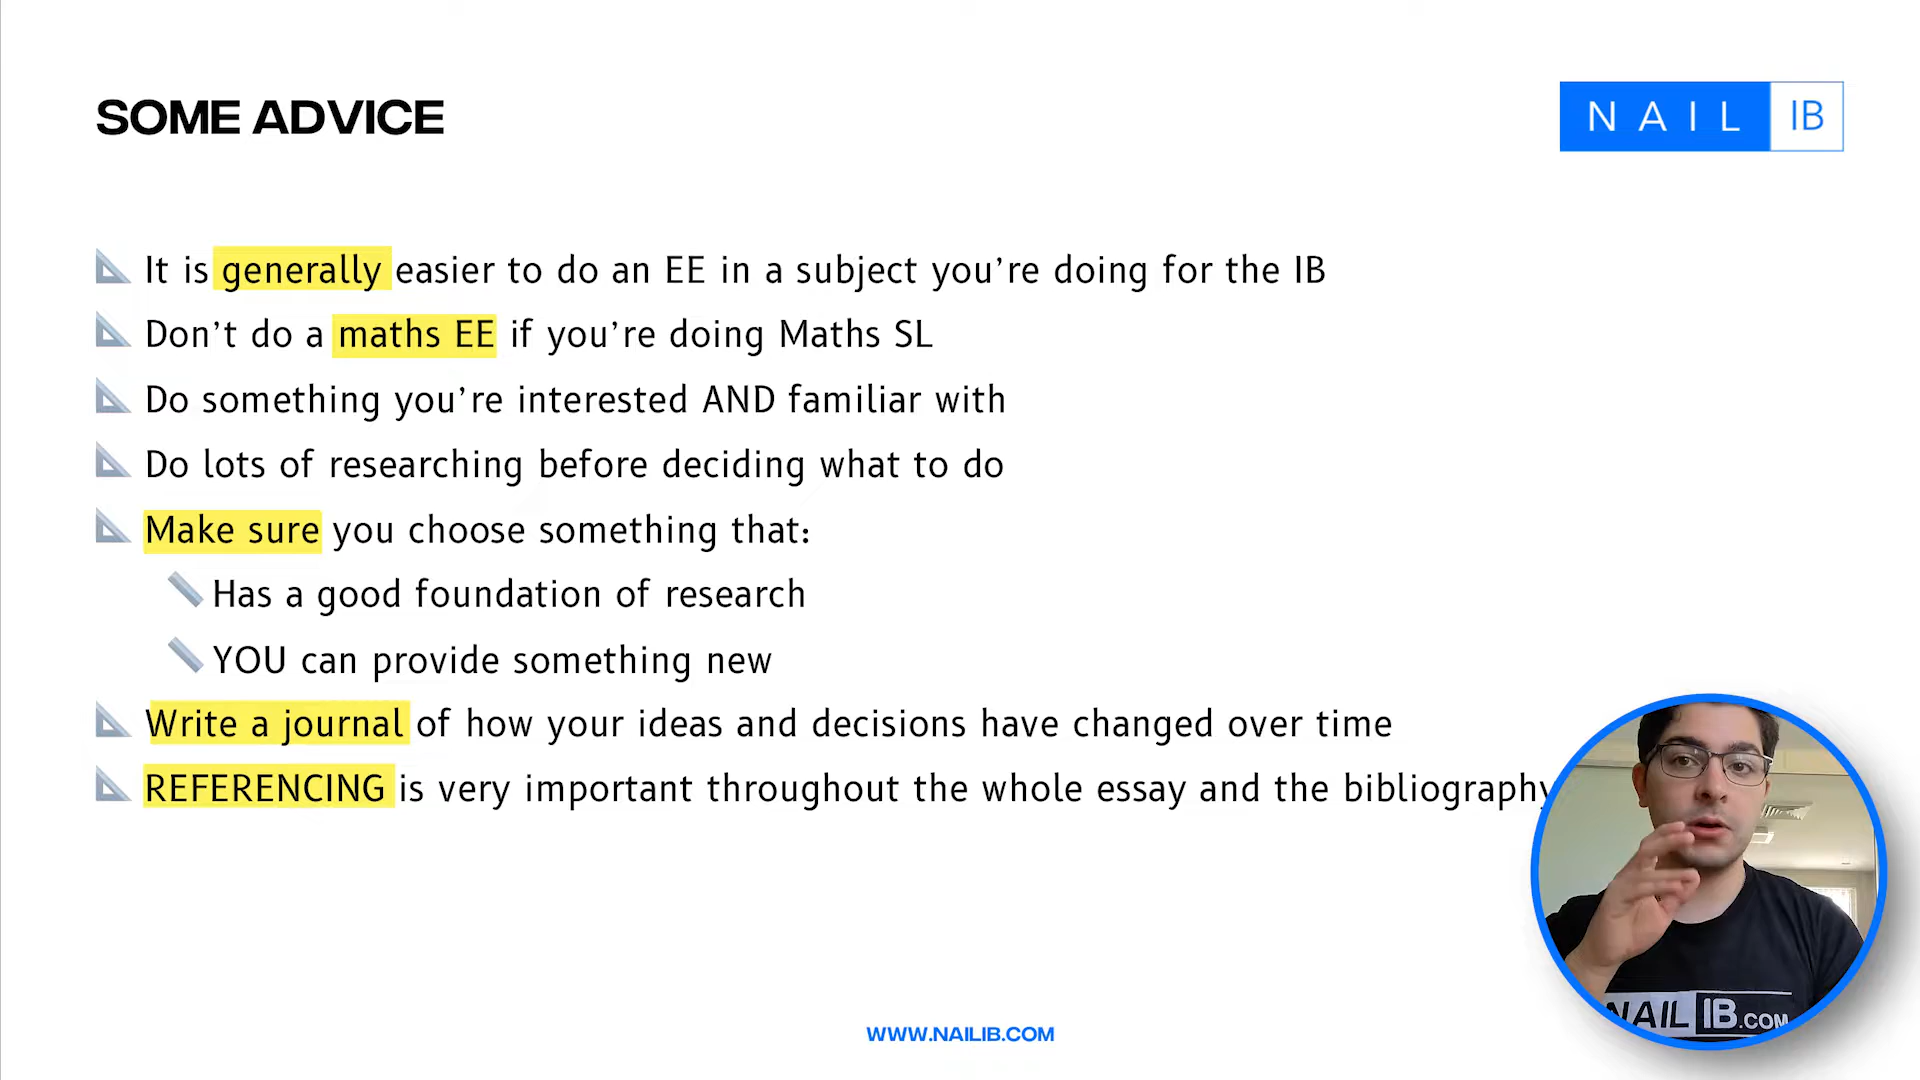 SOME ADVICE
NAIL IB
It is generally easier to do an EE in a subject you’re doing for the IB
Don’t do a maths EE if you’re doing Maths SL
Do something you’re interested AND familiar with
Do lots of researching before deciding what to do
Make sure you choose something that:
Has a good foundation of research
YOU can provide something new
Write a journal of how your ideas and decisions have changed over time
REFERENCING is very important throughout the whole essay and the bibliography
NAIL IB.COM
WWW.NAILIB.COM